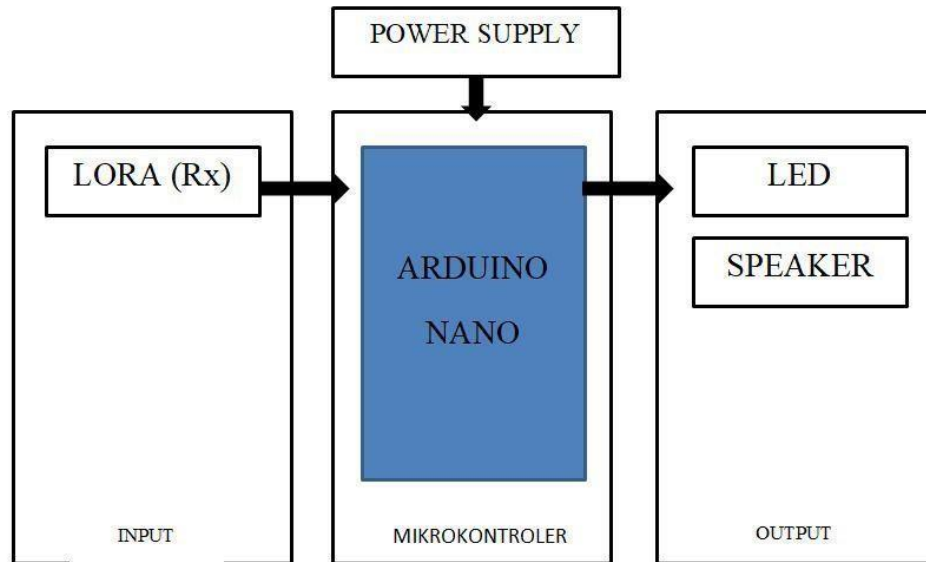 POWER SUPPLY
LORA (Rx)
INPUT
ARDUINO
NANO
MIKROKONTROLER
LED
SPEAKER
OUTPUT